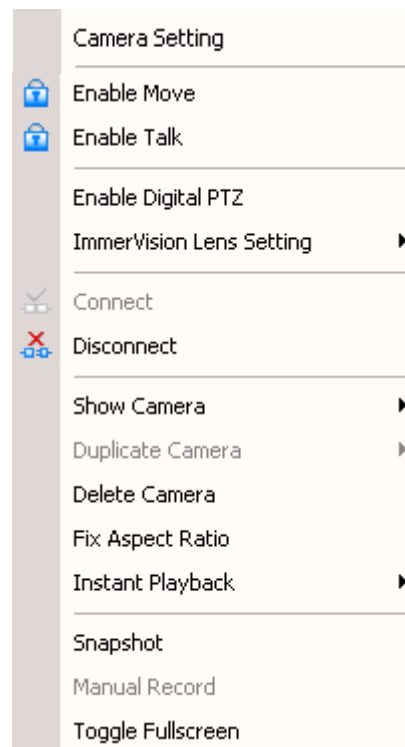 Camera Setting
Enable Move
Enable Talk
Enable Digital PTZ
ImmerVision Lens Setting
Connect
Disconnect
Show Camera
Duplicate Camera
Delete Camera
Fix Aspect Ratio
Instant Playback
Snapshot
Manual Record
Toggle Fullscreen